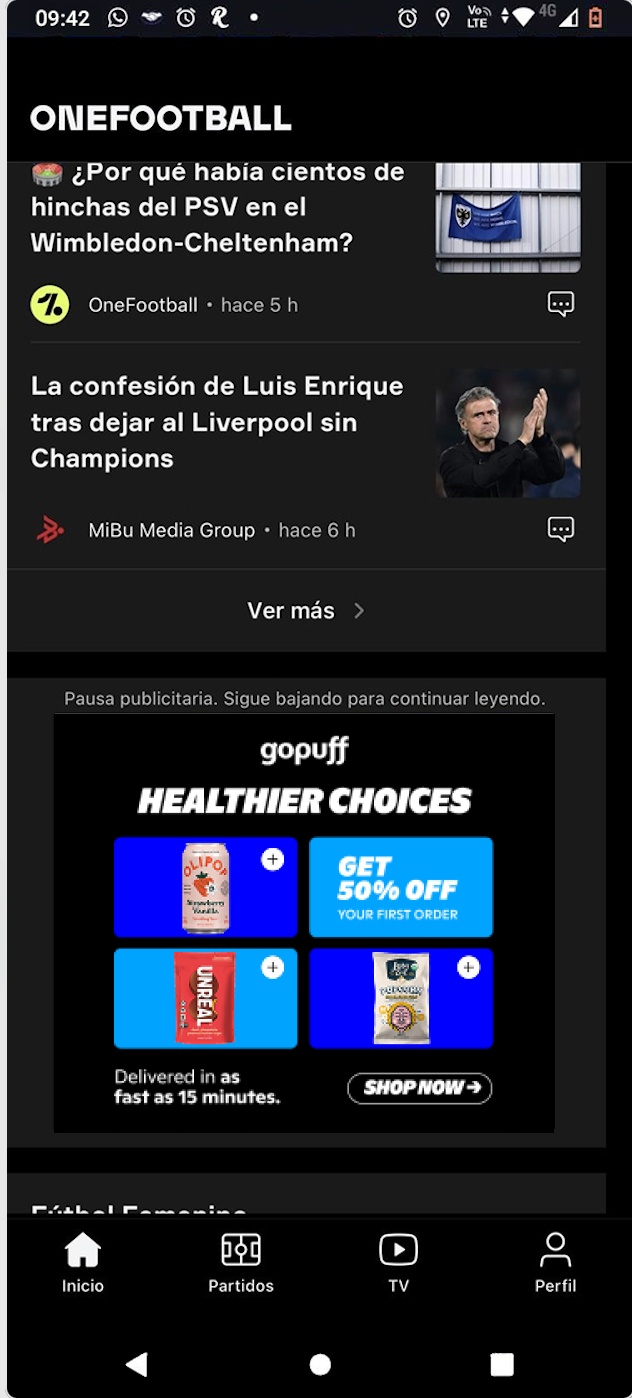 09:42
Vo
LTE
4G
ONEFOOTBALL
¿Por qué había cientos de
hinchas del PSV en el
Wimbledon-Cheltenham?
OneFootball • hace 5 h
La confesión de Luis Enrique
tras dejar al Liverpool sin
Champions
MiBu Media Group • hace 6 h
Ver más
Pausa publicitaria. Sigue bajando para continuar leyendo.
gopuff
HEALTHIER CHOICES
OLIPOP
Strawberry
Vanilla
GET
50% OFF
YOUR FIRST ORDER
UNREAL
Delivered in as
fast as 15 minutes.
SHOP NOW →
Fútbol Femenino
Inicio
Partidos
TV
Perfil